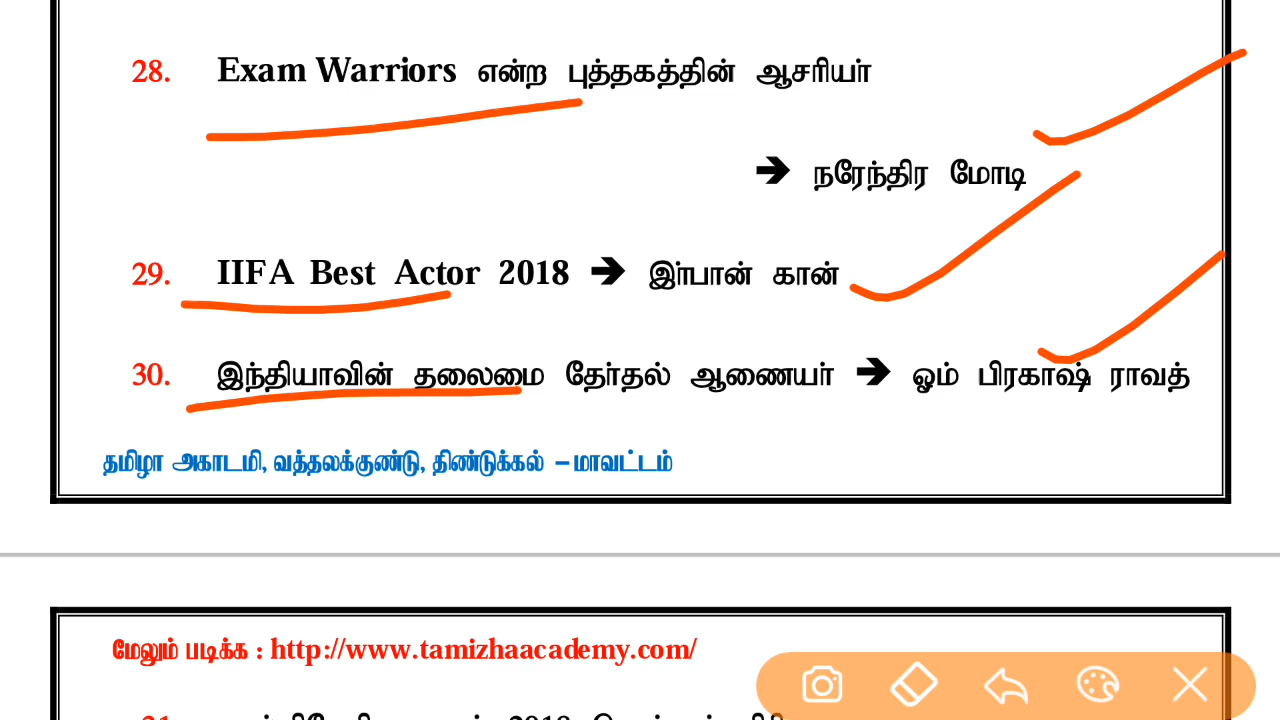 28. Exam Warriors என்ற புத்தகத்தின் ஆசரியர்
➔ நரேந்திர மோடி
29. IIFA Best Actor 2018 ➔ இர்பான் கான்
30. இந்தியாவின் தலைமை தேர்தல் ஆணையர் ➔ ஓம் பிரகாஷ் ராவத்
தமிழா அகாடமி, வத்தலக்குண்டு, திண்டுக்கல் – மாவட்டம்
மேலும் படிக்க : http://www.tamizhaacademy.com/